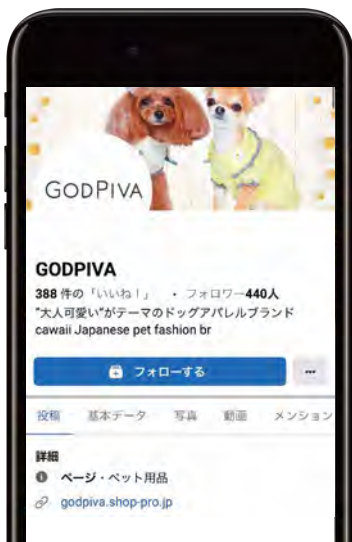 GODPIVA
GODPIVA
388 件の「いいね！」 • フォロワー440人
"大人可愛い"がテーマのドッグアパレルブランド
cawaii Japanese pet fashion br
フォローする
投稿 基本データ 写真 動画 メンション
詳細
ページ・ペット用品
godpiva.shop-pro.jp